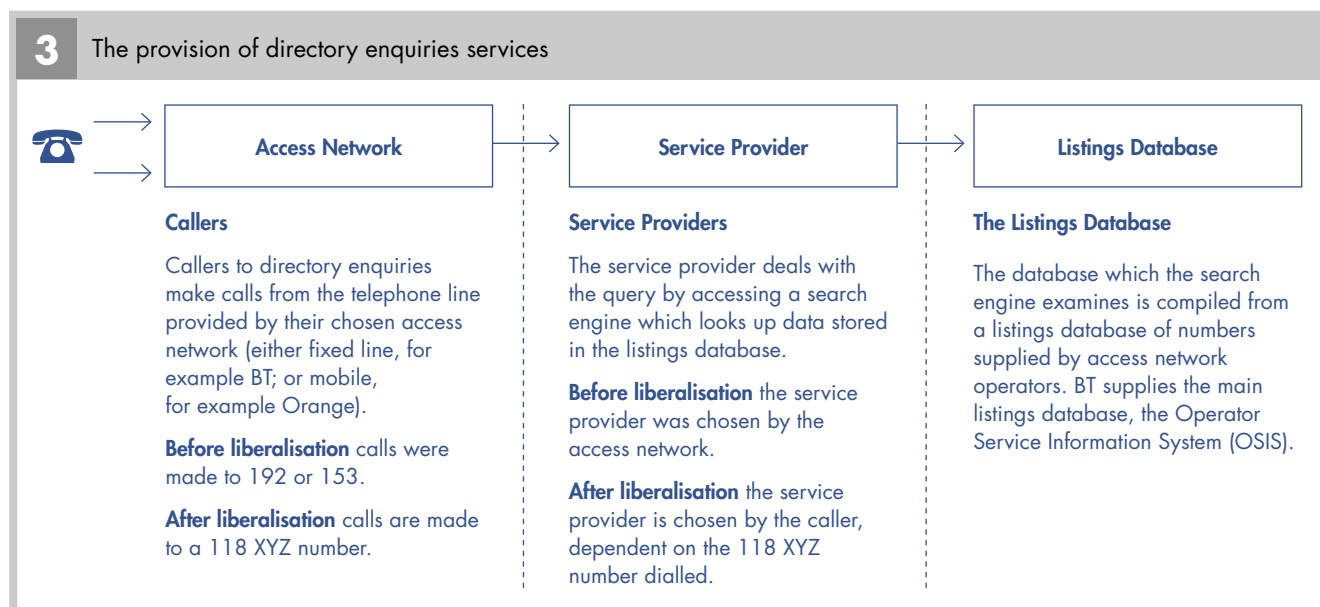 3 The provision of directory enquiries services
Access Network
Service Provider
Listings Database
Callers
Callers to directory enquiries
make calls from the telephone line
provided by their chosen access
network (either fixed line, for
example BT; or mobile,
for example Orange).
Before liberalisation calls were
made to 192 or 153.
After liberalisation calls are made
to a 118 XYZ number.
Service Providers
The service provider deals with
the query by accessing a search
engine which looks up data stored
in the listings database.
Before liberalisation the service
provider was chosen by the
access network.
After liberalisation the service
provider is chosen by the caller,
dependent on the 118 XYZ
number dialled.
The Listings Database
The database which the search
engine examines is compiled from
a listings database of numbers
supplied by access network
operators. BT supplies the main
listings database, the Operator
Service Information System (OSIS).